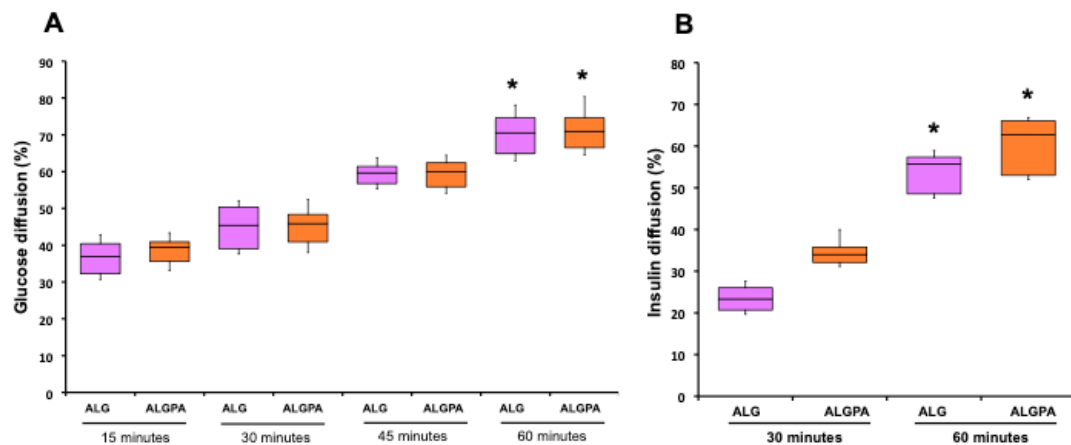 A
Glucose diffusion (%)
90
80
70
60
50
40
30
20
10
0
* *
ALG ALGPA ALG ALGPA ALG ALGPA ALG ALGPA
15 minutes 30 minutes 45 minutes 60 minutes
B
Insulin diffusion (%)
80
70
60
50
40
30
20
10
0
* *
ALG ALGPA ALG ALGPA
30 minutes 60 minutes